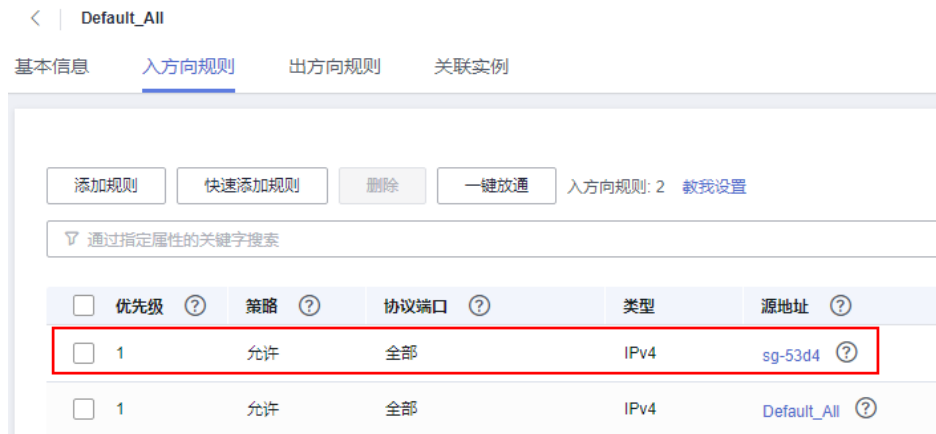 Default_All
基本信息 入方向规则 出方向规则 关联实例
添加规则 快速添加规则 删除 一键放通 入方向规则: 2 教我设置
通过指定属性的关键字搜索
优先级 策略 协议端口 类型 源地址
1 允许 全部 IPv4 sg-53d4
1 允许 全部 IPv4 Default_All